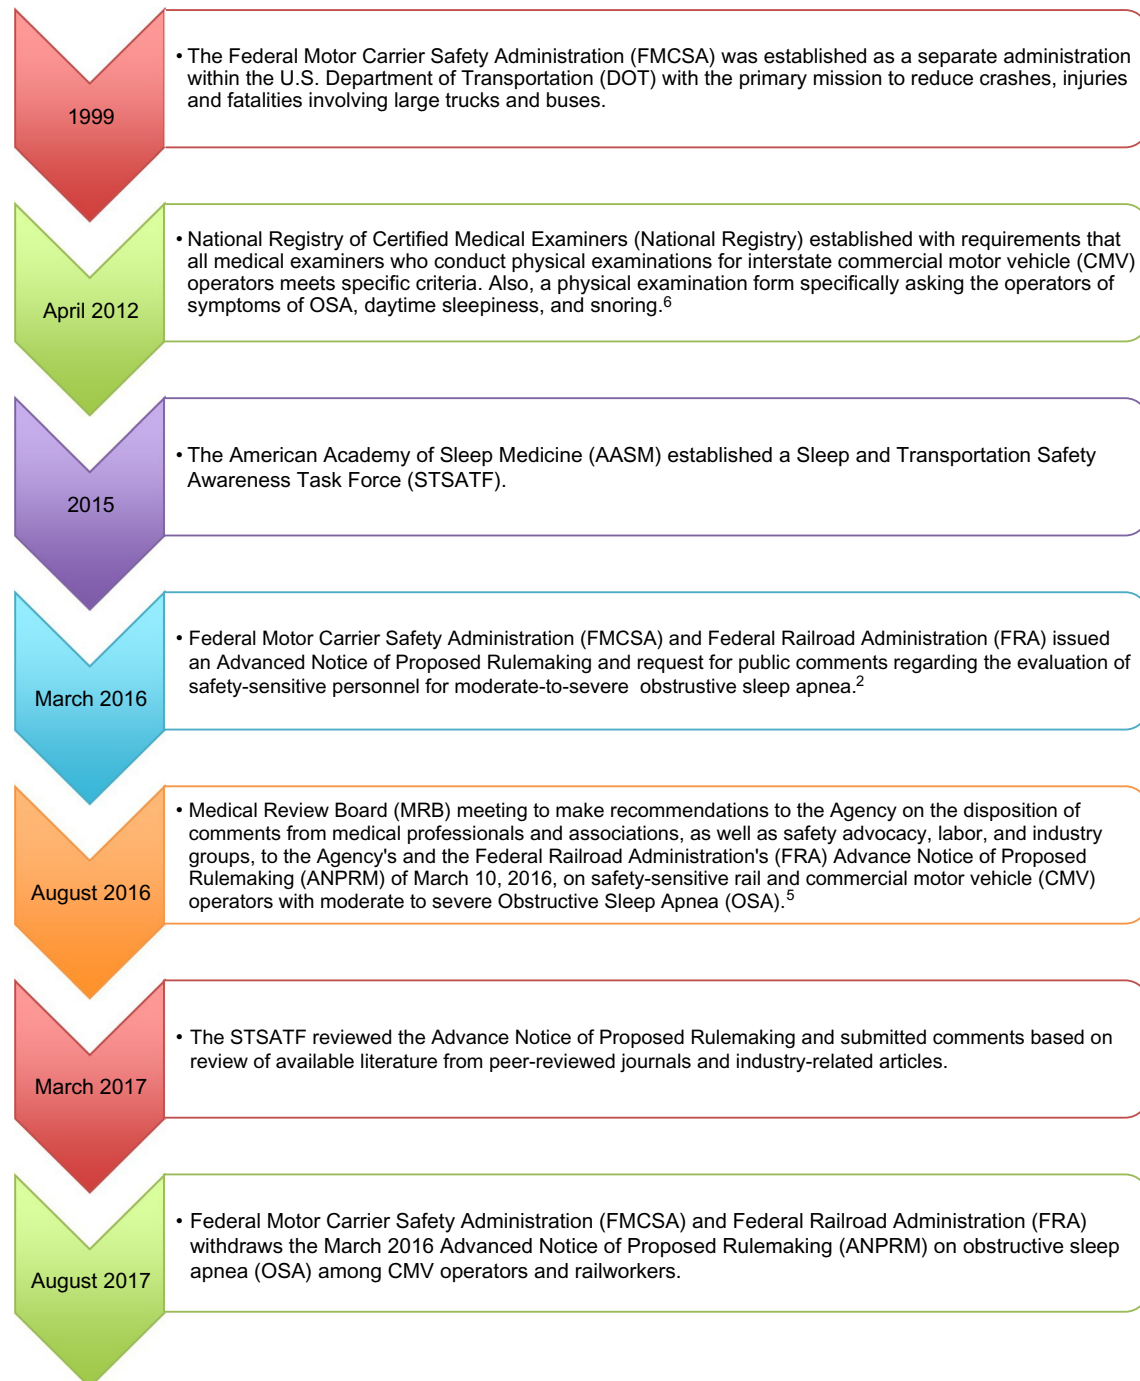 1999
• The Federal Motor Carrier Safety Administration (FMCSA) was established as a separate administration
within the U.S. Department of Transportation (DOT) with the primary mission to reduce crashes, injuries
and fatalities involving large trucks and buses.
April 2012
• National Registry of Certified Medical Examiners (National Registry) established with requirements that
all medical examiners who conduct physical examinations for interstate commercial motor vehicle (CMV)
operators meets specific criteria. Also, a physical examination form specifically asking the operators of
symptoms of OSA, daytime sleepiness, and snoring.6
2015
• The American Academy of Sleep Medicine (AASM) established a Sleep and Transportation Safety
Awareness Task Force (STSATF).
March 2016
• Federal Motor Carrier Safety Administration (FMCSA) and Federal Railroad Administration (FRA) issued
an Advanced Notice of Proposed Rulemaking and request for public comments regarding the evaluation of
safety-sensitive personnel for moderate-to-severe obstrustive sleep apnea.2
August 2016
• Medical Review Board (MRB) meeting to make recommendations to the Agency on the disposition of
comments from medical professionals and associations, as well as safety advocacy, labor, and industry
groups, to the Agency's and the Federal Railroad Administration's (FRA) Advance Notice of Proposed
Rulemaking (ANPRM) of March 10, 2016, on safety-sensitive rail and commercial motor vehicle (CMV)
operators with moderate to severe Obstructive Sleep Apnea (OSA).5
March 2017
• The STSATF reviewed the Advance Notice of Proposed Rulemaking and submitted comments based on
review of available literature from peer-reviewed journals and industry-related articles.
August 2017
• Federal Motor Carrier Safety Administration (FMCSA) and Federal Railroad Administration (FRA)
withdraws the March 2016 Advanced Notice of Proposed Rulemaking (ANPRM) on obstructive sleep
apnea (OSA) among CMV operators and railworkers.